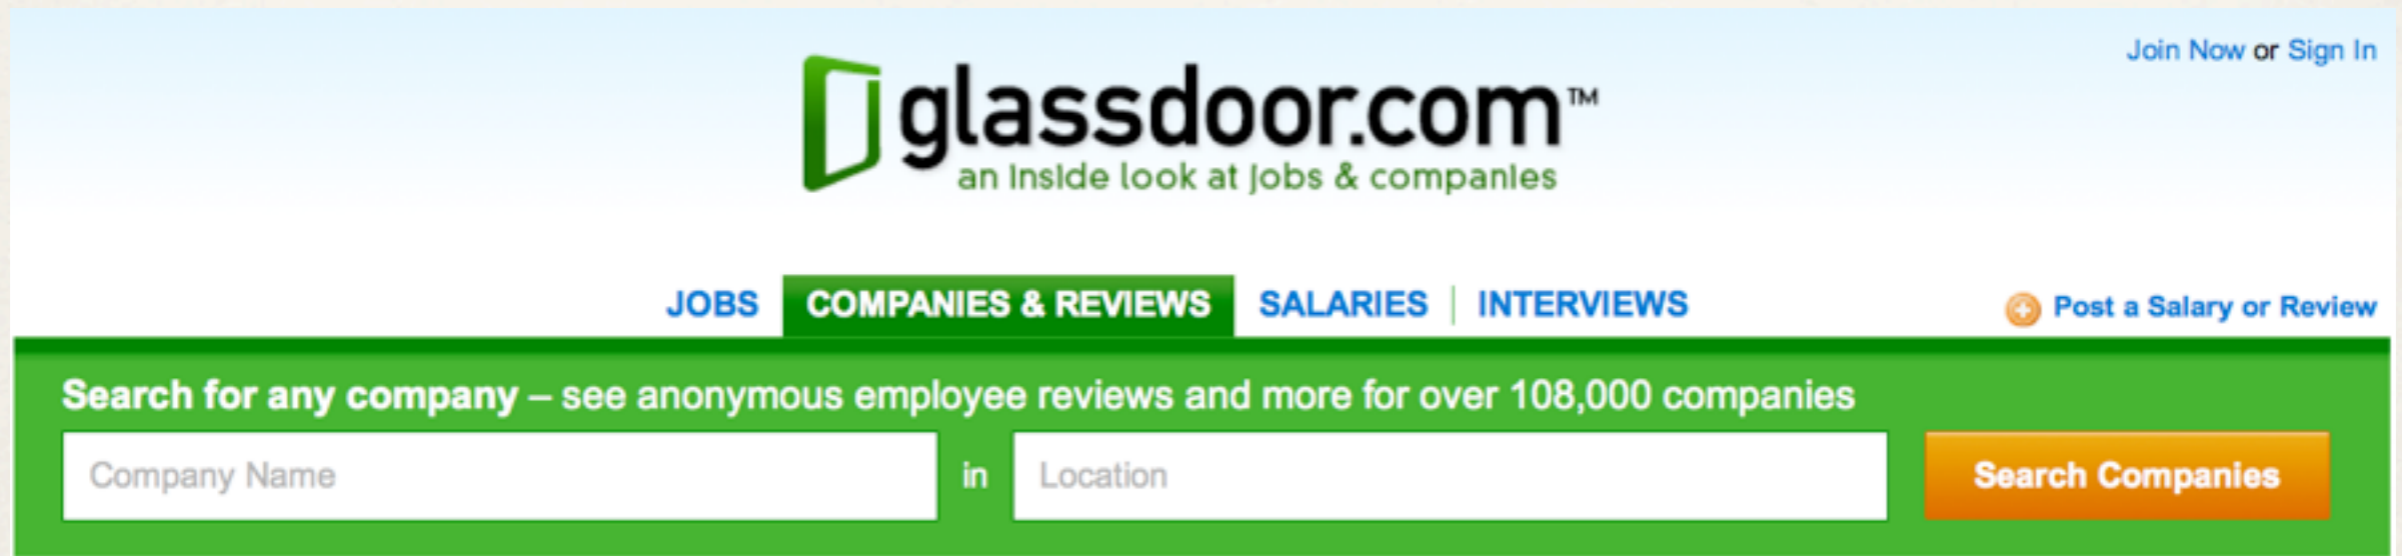 Join Now or Sign In
glassdoor.com™
an inside look at jobs & companies
JOBS COMPANIES & REVIEWS SALARIES INTERVIEWS Post a Salary or Review
Search for any company – see anonymous employee reviews and more for over 108,000 companies
Company Name in Location Search Companies